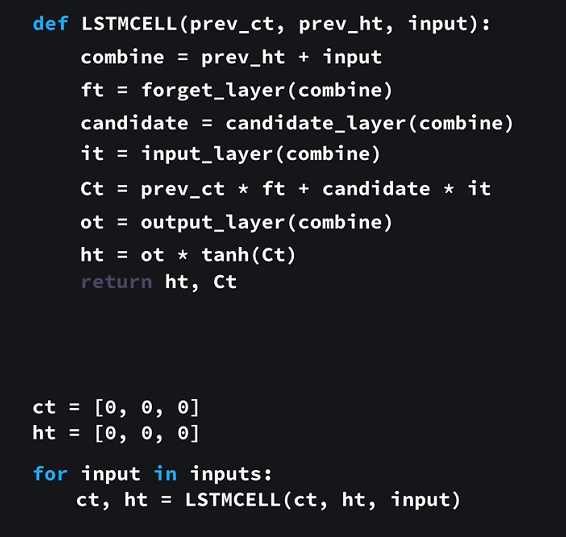 def LSTMCELL(prev_ct, prev_ht, input):
combine = prev_ht + input
ft = forget_layer(combine)
candidate = candidate_layer(combine)
it = input_layer(combine)
Ct = prev_ct * ft + candidate * it
ot = output_layer(combine)
ht = ot * tanh(Ct)
return ht, Ct
ct = [0, 0, 0]
ht = [0, 0, 0]
for input in inputs:
ct, ht = LSTMCELL(ct, ht, input)